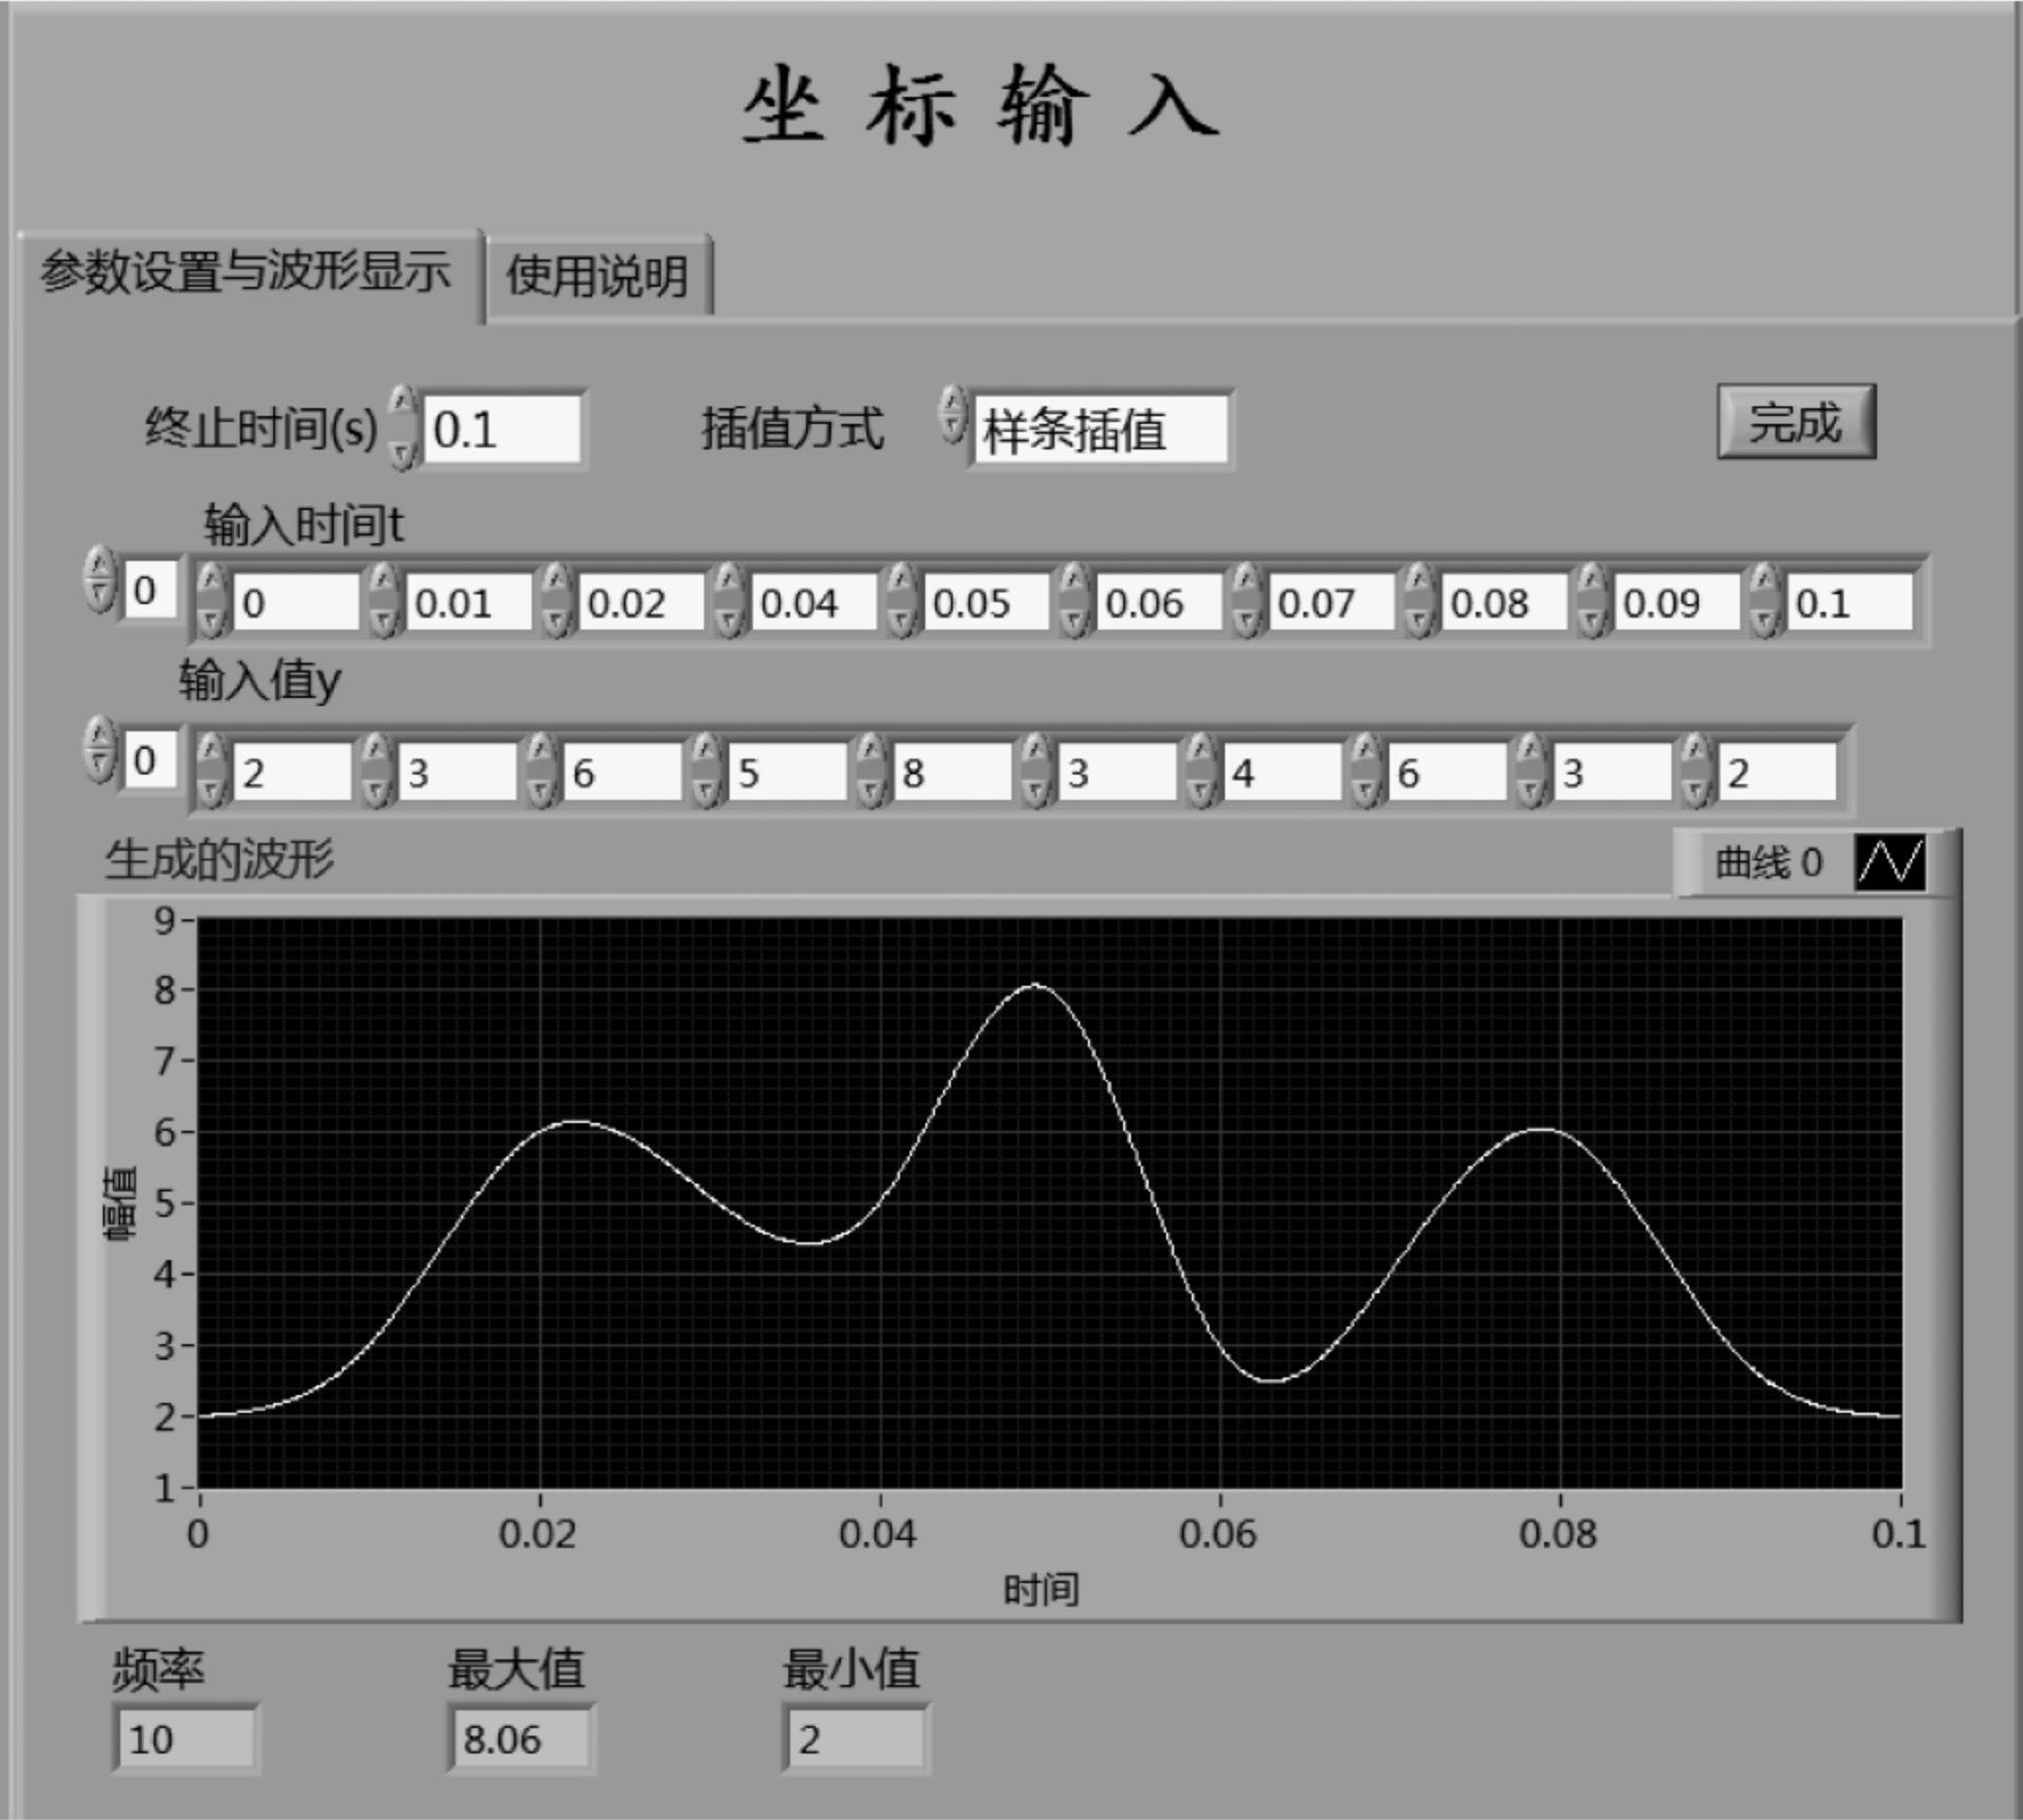 坐标输入
参数设置与波形显示 使用说明
终止时间(s) 0.1 插值方式 样条插值 完成
输入时间t
0 0 0.01 0.02 0.04 0.05 0.06 0.07 0.08 0.09 0.1
输入值y
0 2 3 6 5 8 3 4 6 3 2
生成的波形 曲线 0
9
8
7
6
5
4
3
2
1
幅值
0 0.02 0.04 0.06 0.08 0.1
时间
频率 最大值 最小值
10 8.06 2